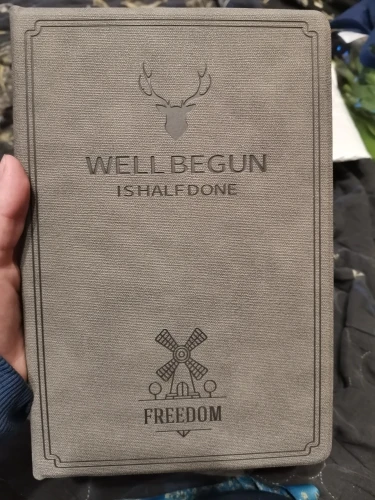 WELL BEGUN
IS HALF DONE
FREEDOM